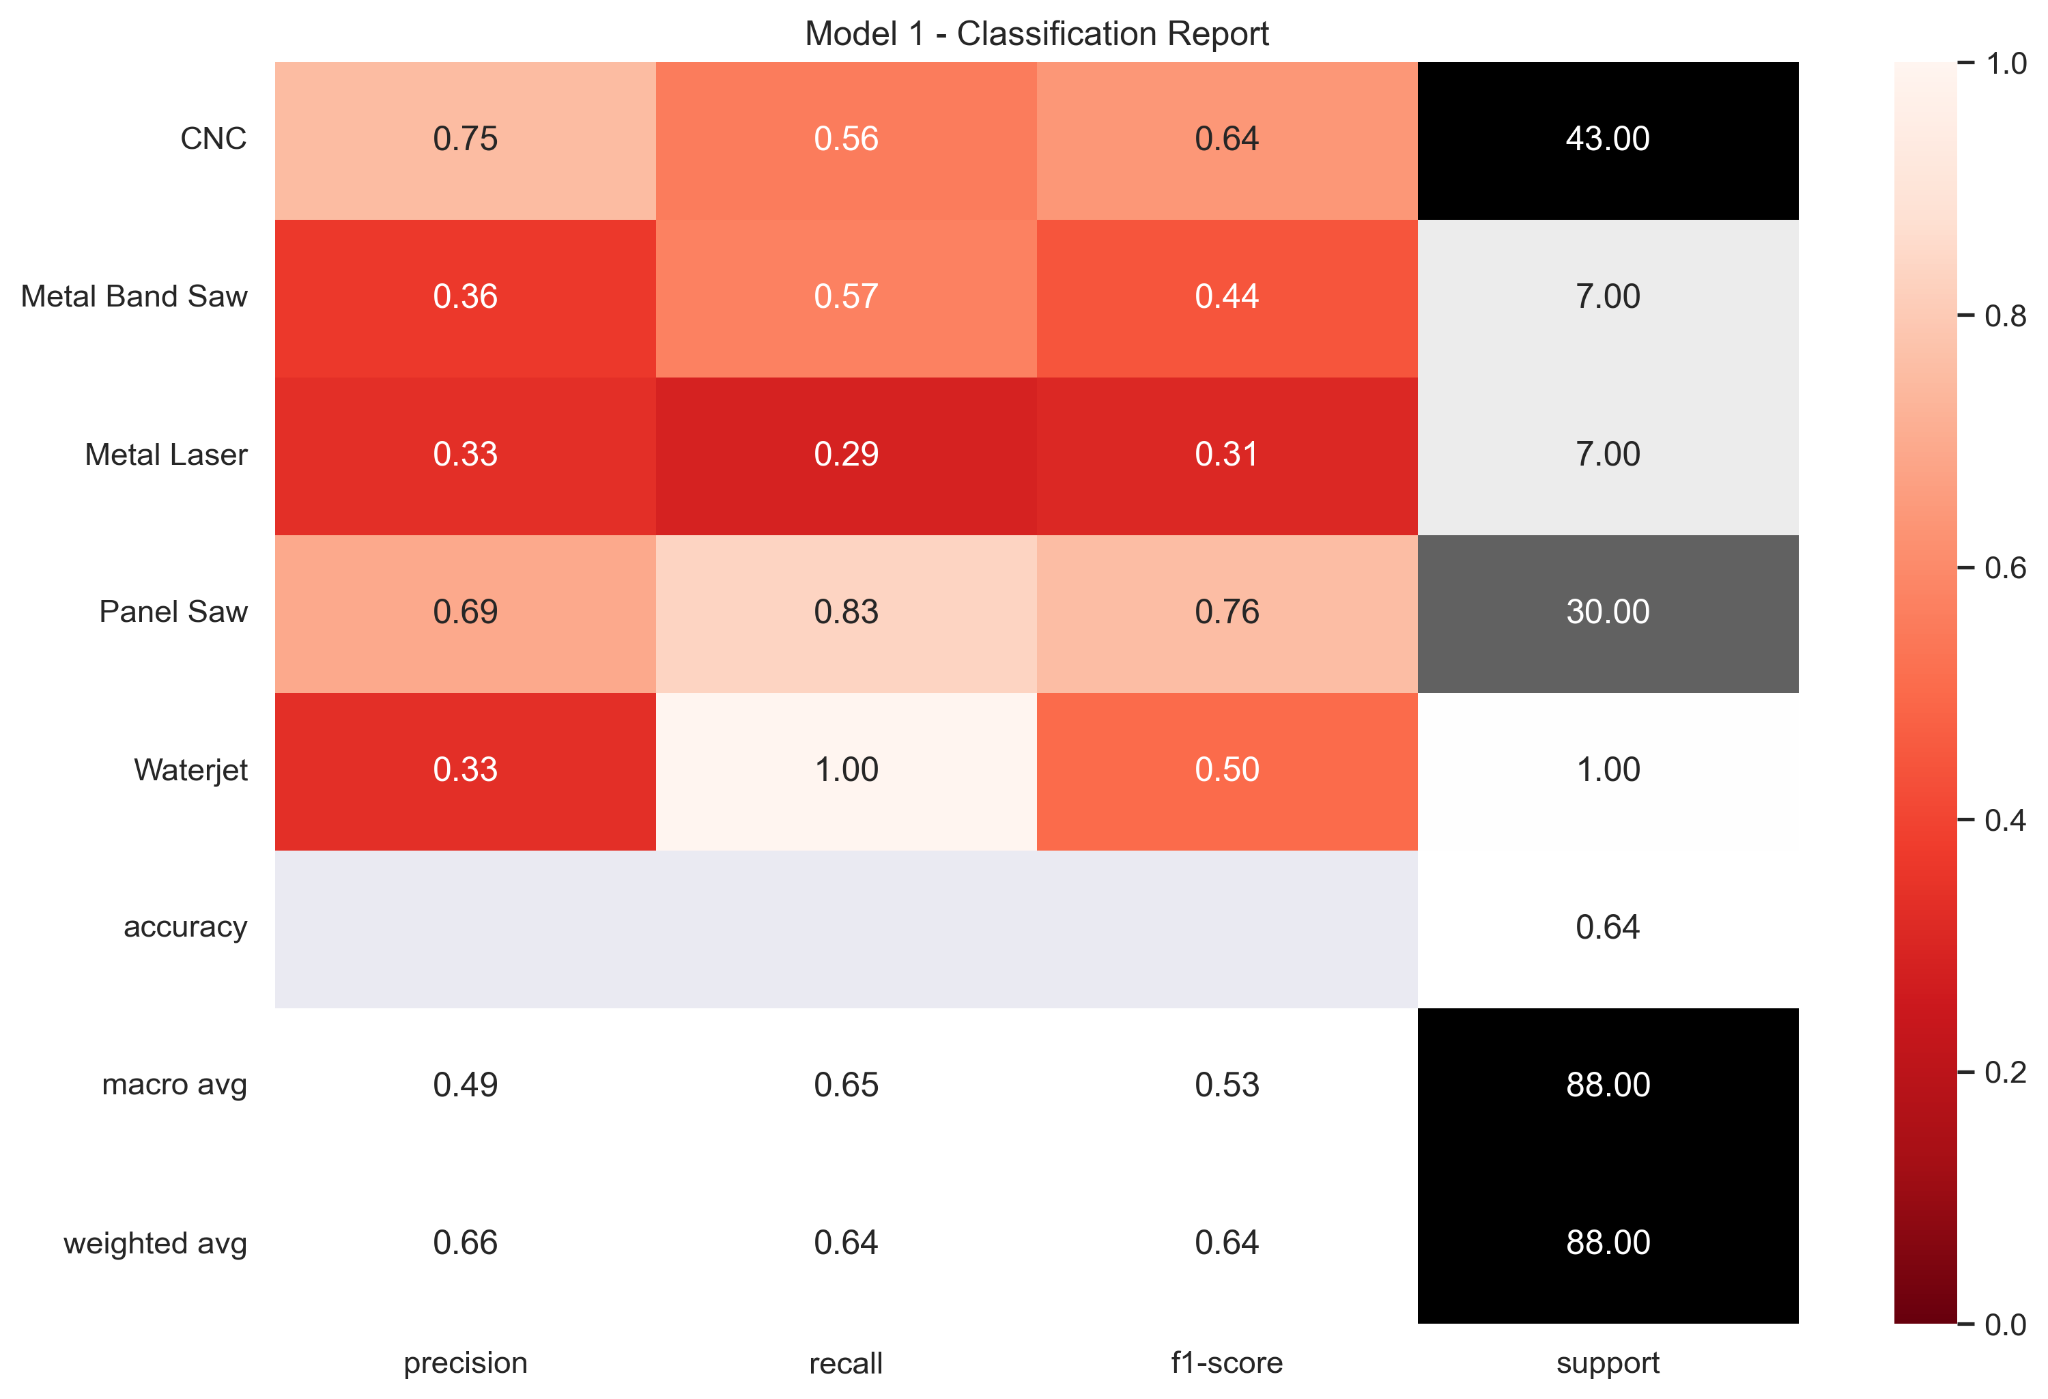 Model 1 - Classification Report
CNC 0.75 0.56 0.64 43.00
Metal Band Saw 0.36 0.57 0.44 7.00
Metal Laser 0.33 0.29 0.31 7.00
Panel Saw 0.69 0.83 0.76 30.00
Waterjet 0.33 1.00 0.50 1.00
accuracy 0.64
macro avg 0.49 0.65 0.53 88.00
weighted avg 0.66 0.64 0.64 88.00
precision recall f1-score support
1.0
0.8
0.6
0.4
0.2
0.0